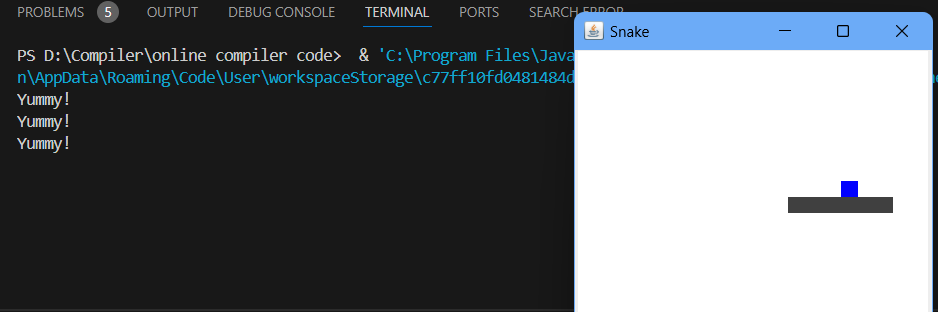 PROBLEMS 5 OUTPUT DEBUG CONSOLE TERMINAL PORTS SEARCH ERROR
Snake
PS D:\Compiler\online compiler code>  & 'C:\Program Files\Java
n\AppData\Roaming\Code\User\workspaceStorage\c77ff10fd0481484d
Yummy!
Yummy!
Yummy!